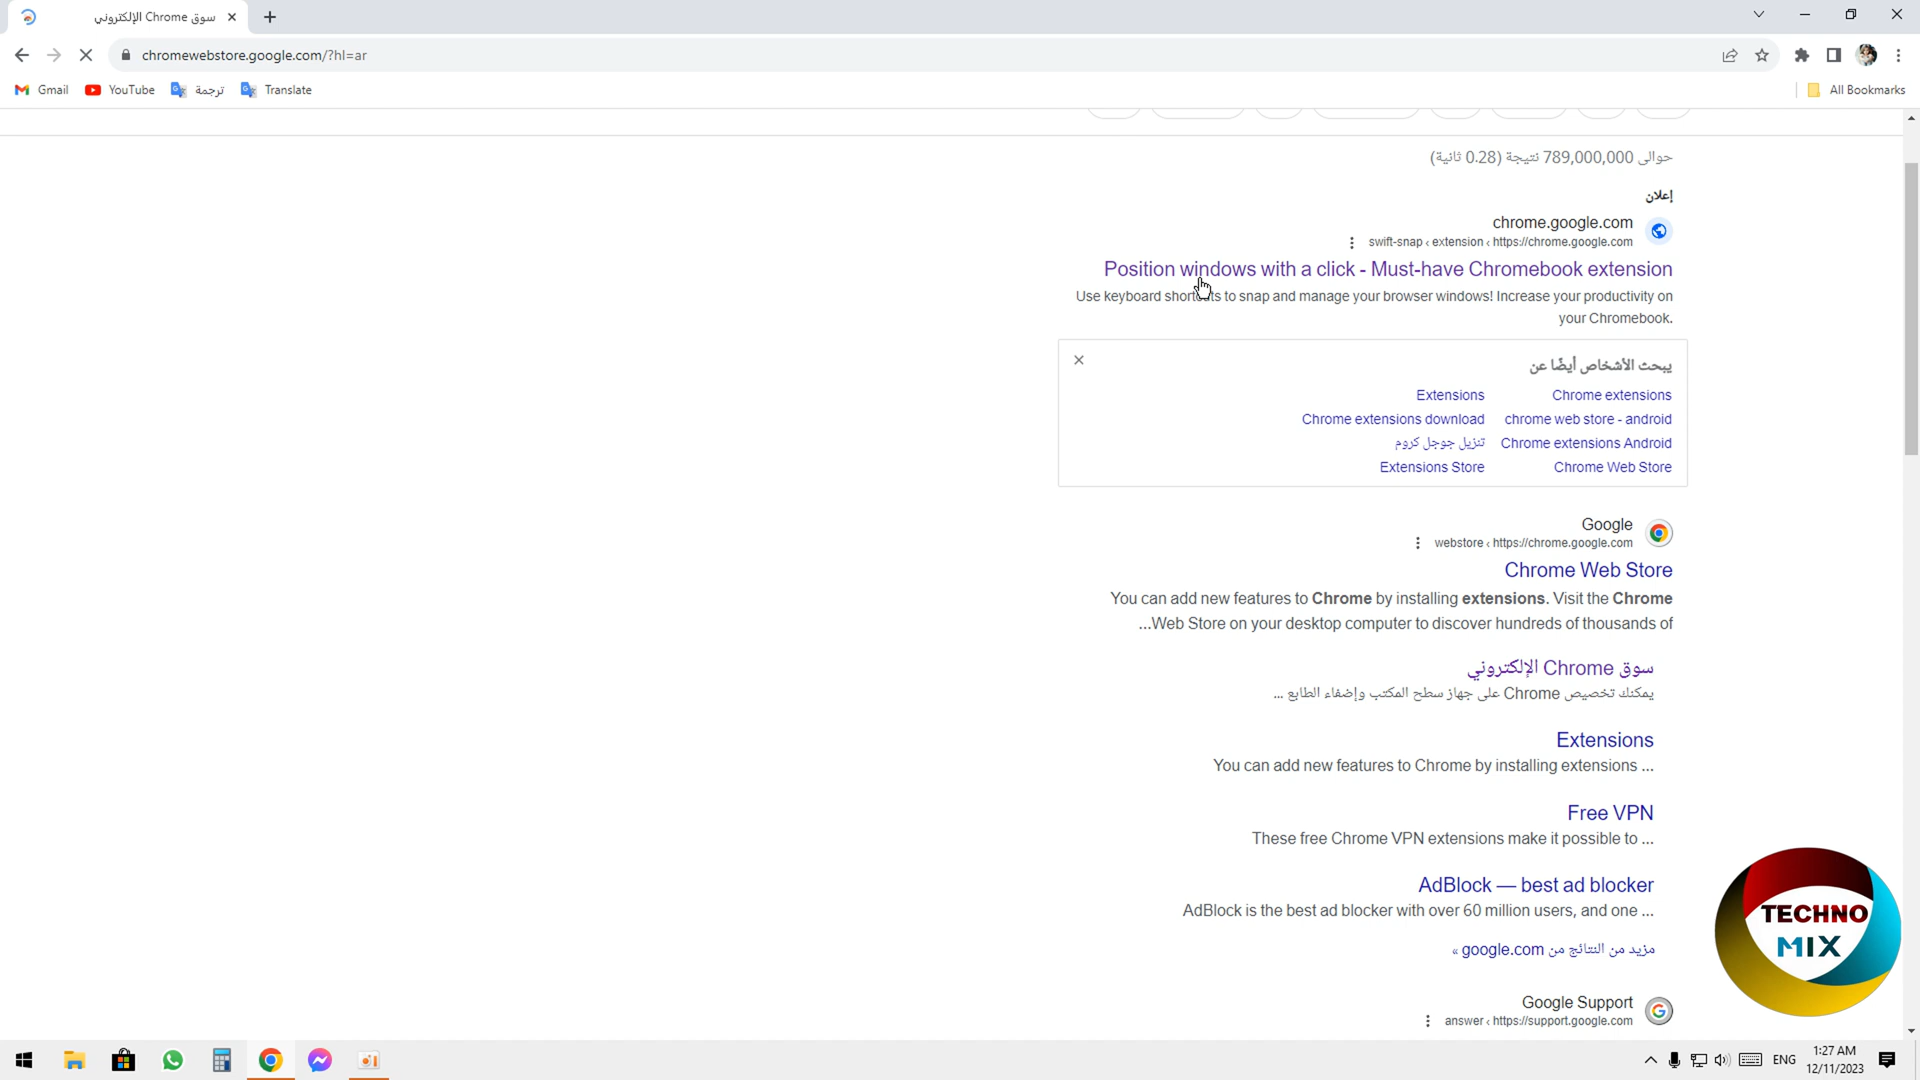 سوق Chrome الإلكتروني
chromewebstore.google.com/?hl=ar
Gmail
YouTube
ترجمة
Translate
All Bookmarks
حوالى 789,000,000 نتيجة (0.28 ثانية)
إعلان
chrome.google.com
https://chrome.google.com › extension › swift-snap
Position windows with a click - Must-have Chromebook extension
Use keyboard shortcuts to snap and manage your browser windows! Increase your productivity on
your Chromebook.
يبحث الأشخاص أيضًا عن
Chrome extensions
Extensions
chrome web store - android
Chrome extensions download
Chrome extensions Android
تنزيل جوجل كروم
Chrome Web Store
Extensions Store
Google
https://chrome.google.com › webstore
Chrome Web Store
You can add new features to Chrome by installing extensions. Visit the Chrome
Web Store on your desktop computer to discover hundreds of thousands of...
سوق Chrome الإلكتروني
يمكنك تخصيص Chrome على جهاز سطح المكتب وإضفاء الطابع ...
Extensions
You can add new features to Chrome by installing extensions ...
Free VPN
These free Chrome VPN extensions make it possible to ...
AdBlock — best ad blocker
AdBlock is the best ad blocker with over 60 million users, and one ...
مزيد من النتائج من google.com »
Google Support
https://support.google.com › answer
TECHNO
MIX
ENG
1:27 AM
12/11/2023